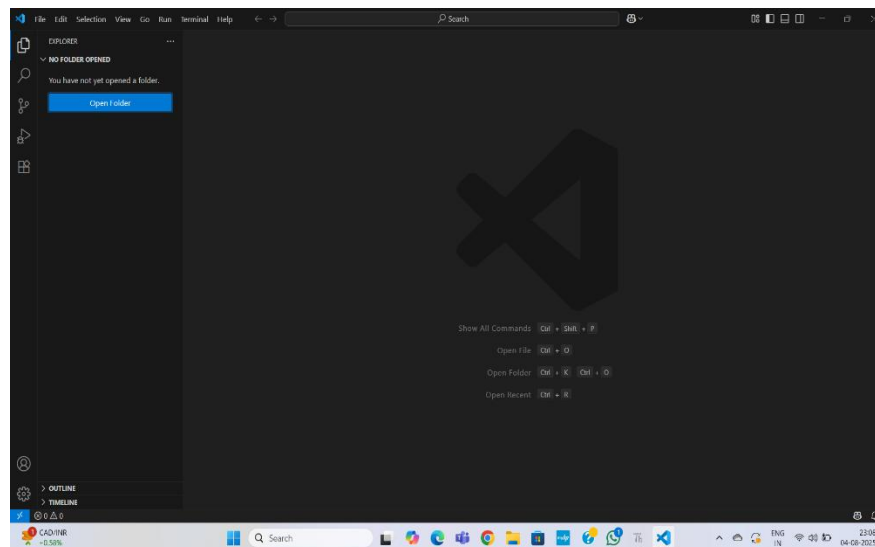 File Edit Selection View Go Run Terminal Help
Search
EXPLORER
NO FOLDER OPENED
You have not yet opened a folder.
Open Folder
Show All Commands Ctrl + Shift + P
Open File Ctrl + O
Open Folder Ctrl + K Ctrl + O
Open Recent Ctrl + R
OUTLINE
TIMELINE
0 0
CAD/INR
-0.58%
Search
ENG
IN
23:08
04-08-2025